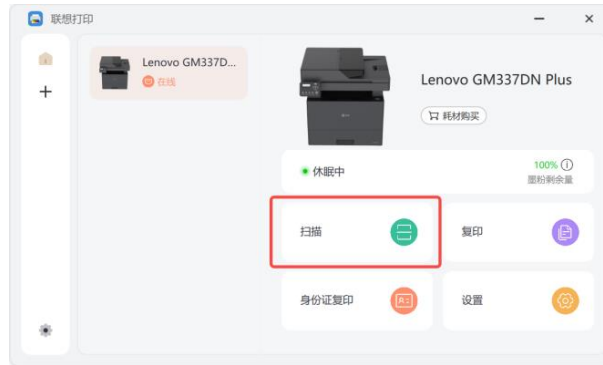 联想打印
Lenovo GM337D...
在线
Lenovo GM337DN Plus
耗材购买
休眠中
100%
墨粉剩余量
扫描
复印
身份证复印
设置